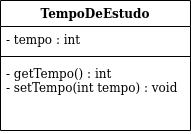 TempoDeEstudo
- tempo : int
- getTempo() : int
- setTempo(int tempo) : void